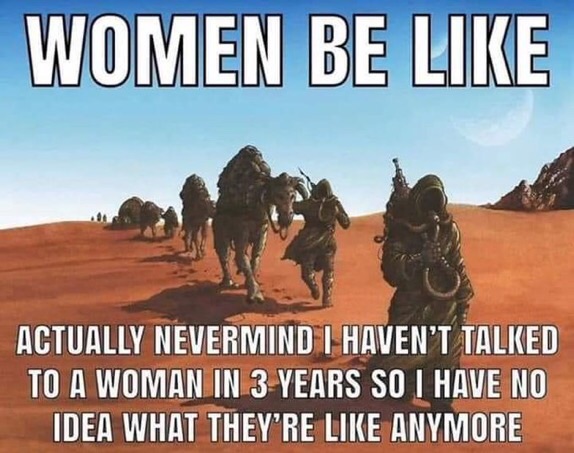 WOMEN BE LIKE
ACTUALLY NEVERMIND I HAVEN'T TALKED
TO A WOMAN IN 3 YEARS SO I HAVE NO
IDEA WHAT THEY'RE LIKE ANYMORE